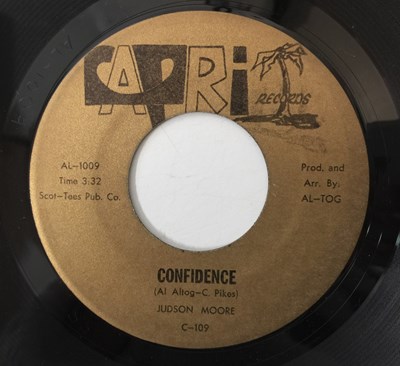 CAPRI
RECORDS
AL-1009
Time 3:32
Scot-Tees Pub. Co.
Prod. and
Arr. By:
AL-TOG
CONFIDENCE
(Al Altog-C. Pikes)
JUDSON MOORE
C-109